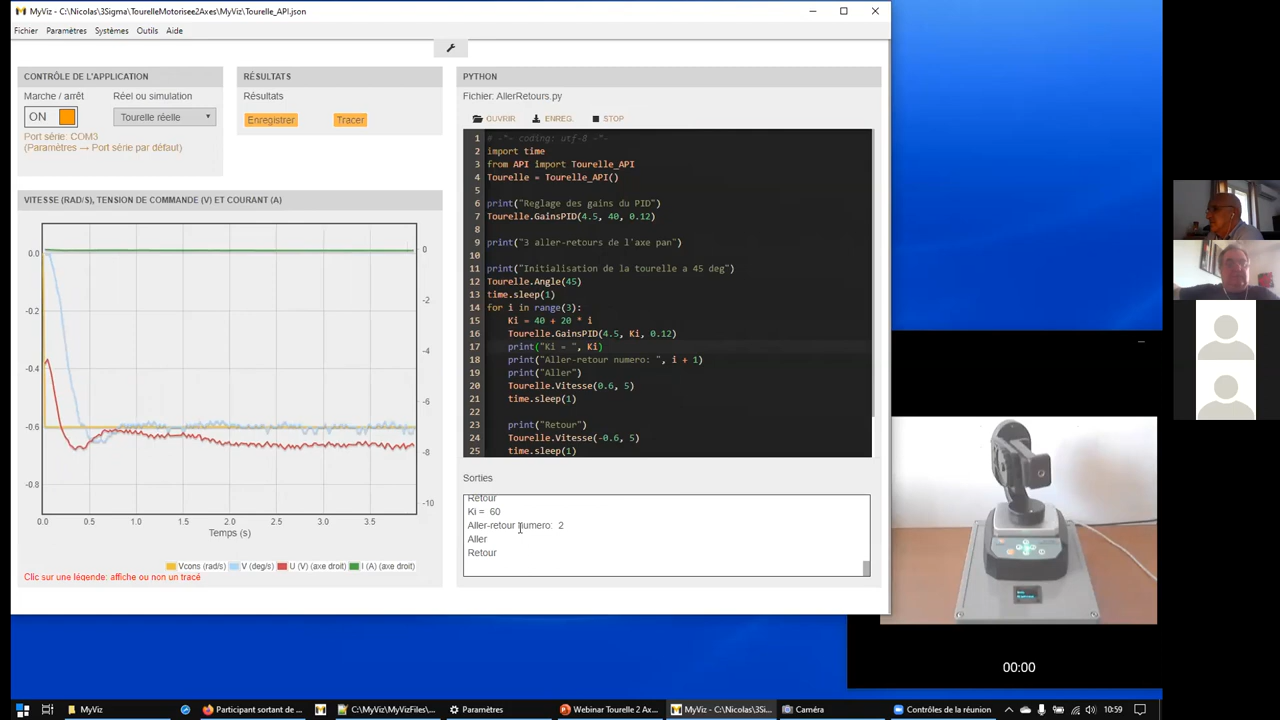 MyViz - C:\Nicolas\3Sigma\TourelleMotorisee2Axes\MyViz\Tourelle_API.json
Fichier Paramètres Systèmes Outils Aide
CONTRÔLE DE L'APPLICATION
Marche / arrêt Réel ou simulation
ON Tourelle réelle
Port série: COM3
(Paramètres → Port série par défaut)
RÉSULTATS
Résultats
Enregistrer Tracer
VITESSE (RAD/S), TENSION DE COMMANDE (V) ET COURANT (A)
0.0
-0.2
-0.4
-0.6
-0.8
0
-2
-4
-6
-8
-10
0.0 0.5 1.0 1.5 2.0 2.5 3.0 3.5
Temps (s)
Vcons (rad/s) V (deg/s) U (V) (axe droit) I (A) (axe droit)
Clic sur une légende: affiche ou non un tracé
PYTHON
Fichier: AllerRetours.py
OUVRIR ENREG. STOP
1 # -*- coding: utf-8 -*-
2 import time
3 from API import Tourelle_API
4 Tourelle = Tourelle_API()
5
6 print("Reglage des gains du PID")
7 Tourelle.GainsPID(4.5, 40, 0.12)
8
9 print("3 aller-retours de l'axe pan")
10
11 print("Initialisation de la tourelle a 45 deg")
12 Tourelle.Angle(45)
13 time.sleep(1)
14 for i in range(3):
15 Ki = 40 + 20 * i
16 Tourelle.GainsPID(4.5, Ki, 0.12)
17 print("Ki = ", Ki)
18 print("Aller-retour numero: ", i + 1)
19 print("Aller")
20 Tourelle.Vitesse(0.6, 5)
21 time.sleep(1)
22
23 print("Retour")
24 Tourelle.Vitesse(-0.6, 5)
25 time.sleep(1)
Sorties
Retour
Ki = 60
Aller-retour numero: 2
Aller
Retour
00:00
MyViz
Participant sortant de ...
C:\MyViz\MyVizFiles\...
Paramètres
Webinar Tourelle 2 Ax...
MyViz - C:\Nicolas\3Si...
Caméra
Contrôles de la réunion
10:59